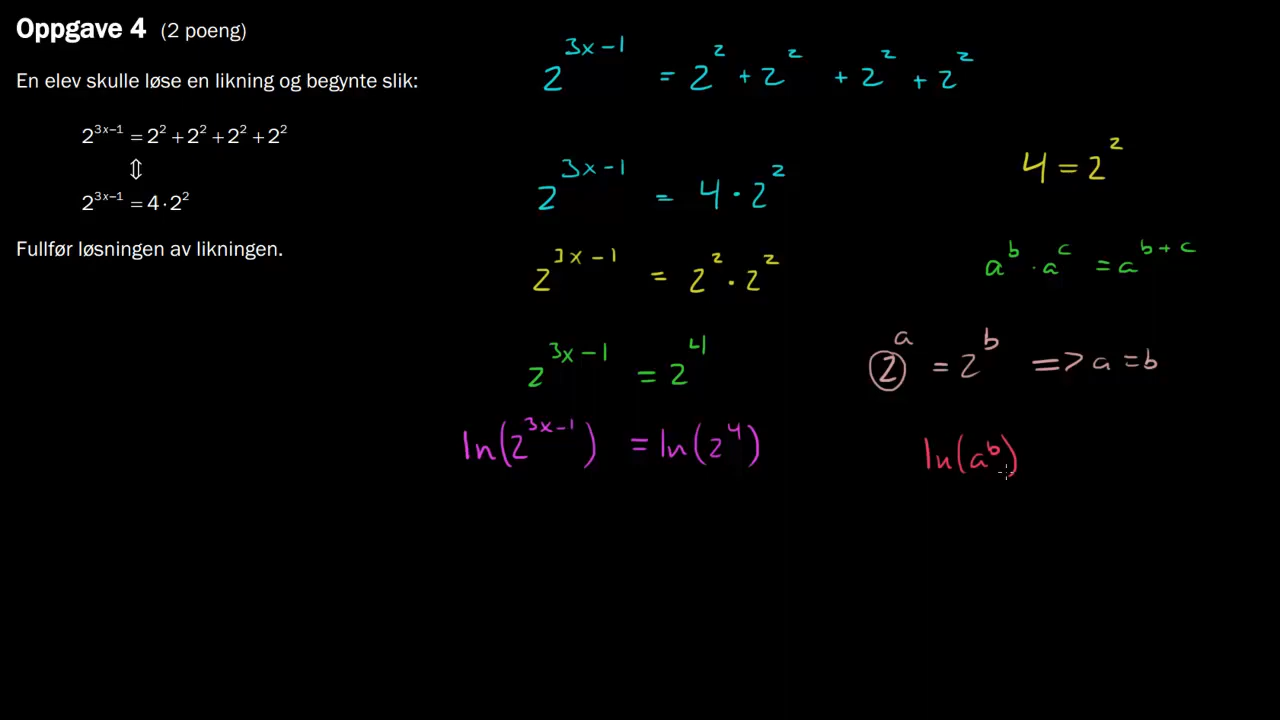 Oppgave 4 (2 poeng)
En elev skulle løse en likning og begynte slik:
2^{3x−1} = 2^2 + 2^2 + 2^2 + 2^2
⇕
2^{3x−1} = 4 · 2^2
Fullfør løsningen av likningen.
2^{3x−1} = 2^2 + 2^2 + 2^2 + 2^2
2^{3x−1} = 4 · 2^2
2^{3x−1} = 2^2 · 2^2
2^{3x−1} = 2^4
ln(2^{3x−1}) = ln(2^4)
4 = 2^2
a^b · a^c = a^{b+c}
2^a = 2^b => a = b
ln(a^b)